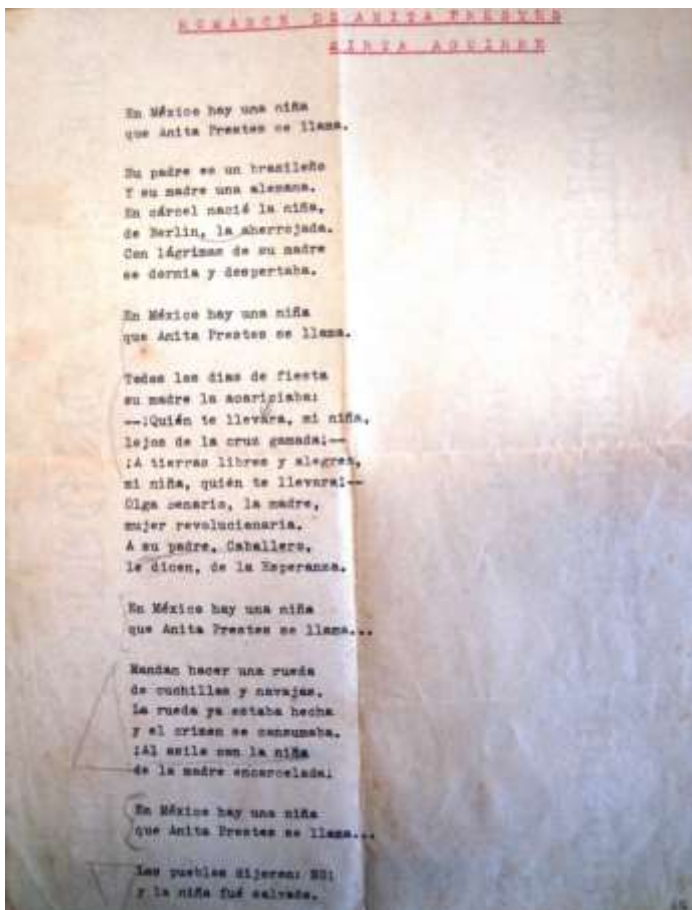 ROMANCE DE ANITA PRESTES
MIRTA AGUIRRE
En México hay una niña
que Anita Prestes se llama.
Su padre es un brasileño
Y su madre una alemana.
En cárcel nació la niña,
de Berlín, la aherrojada.
Con lágrimas de su madre
se dormía y despertaba.
En México hay una niña
que Anita Prestes se llama.
Todos los días de fiesta
su madre la acariciaba:
--¡Quién te llevara, mi niña,
lejos de la cruz gamada¡--
¡A tierras libres y alegres,
mi niña, quién te llevara¡--
Olga Benario, la madre,
mujer revolucionaria.
A su padre, Caballero,
le dicen, de la Esperanza.
En México hay una niña
que Anita Prestes se llama...
Mandan hacer una rueda
de cuchillas y navajas.
La rueda ya estaba hecha
y el crimen se consumaba.
¡Al asilo con la niña
de la madre encarcelada¡
En México hay una niña
que Anita Prestes se llama...
Los pueblos dijeron: NO¡
y la niña fué salvada.